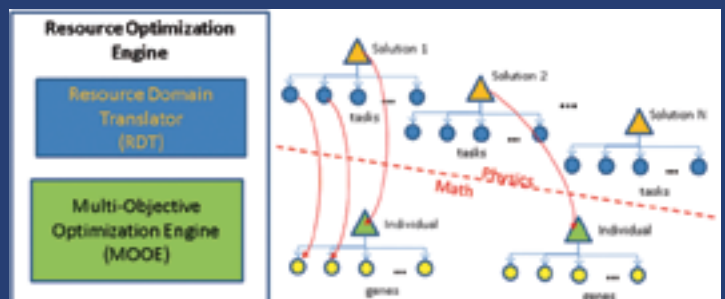 Resource Optimization
Engine
Resource Domain
Translator
(RDT)
Multi-Objective
Optimization Engine
(MOOE)
Solution 1
...
tasks
Solution 2
...
tasks
...
Solution N
...
tasks
Physics
Math
Individual
...
genes
Individual
...
genes